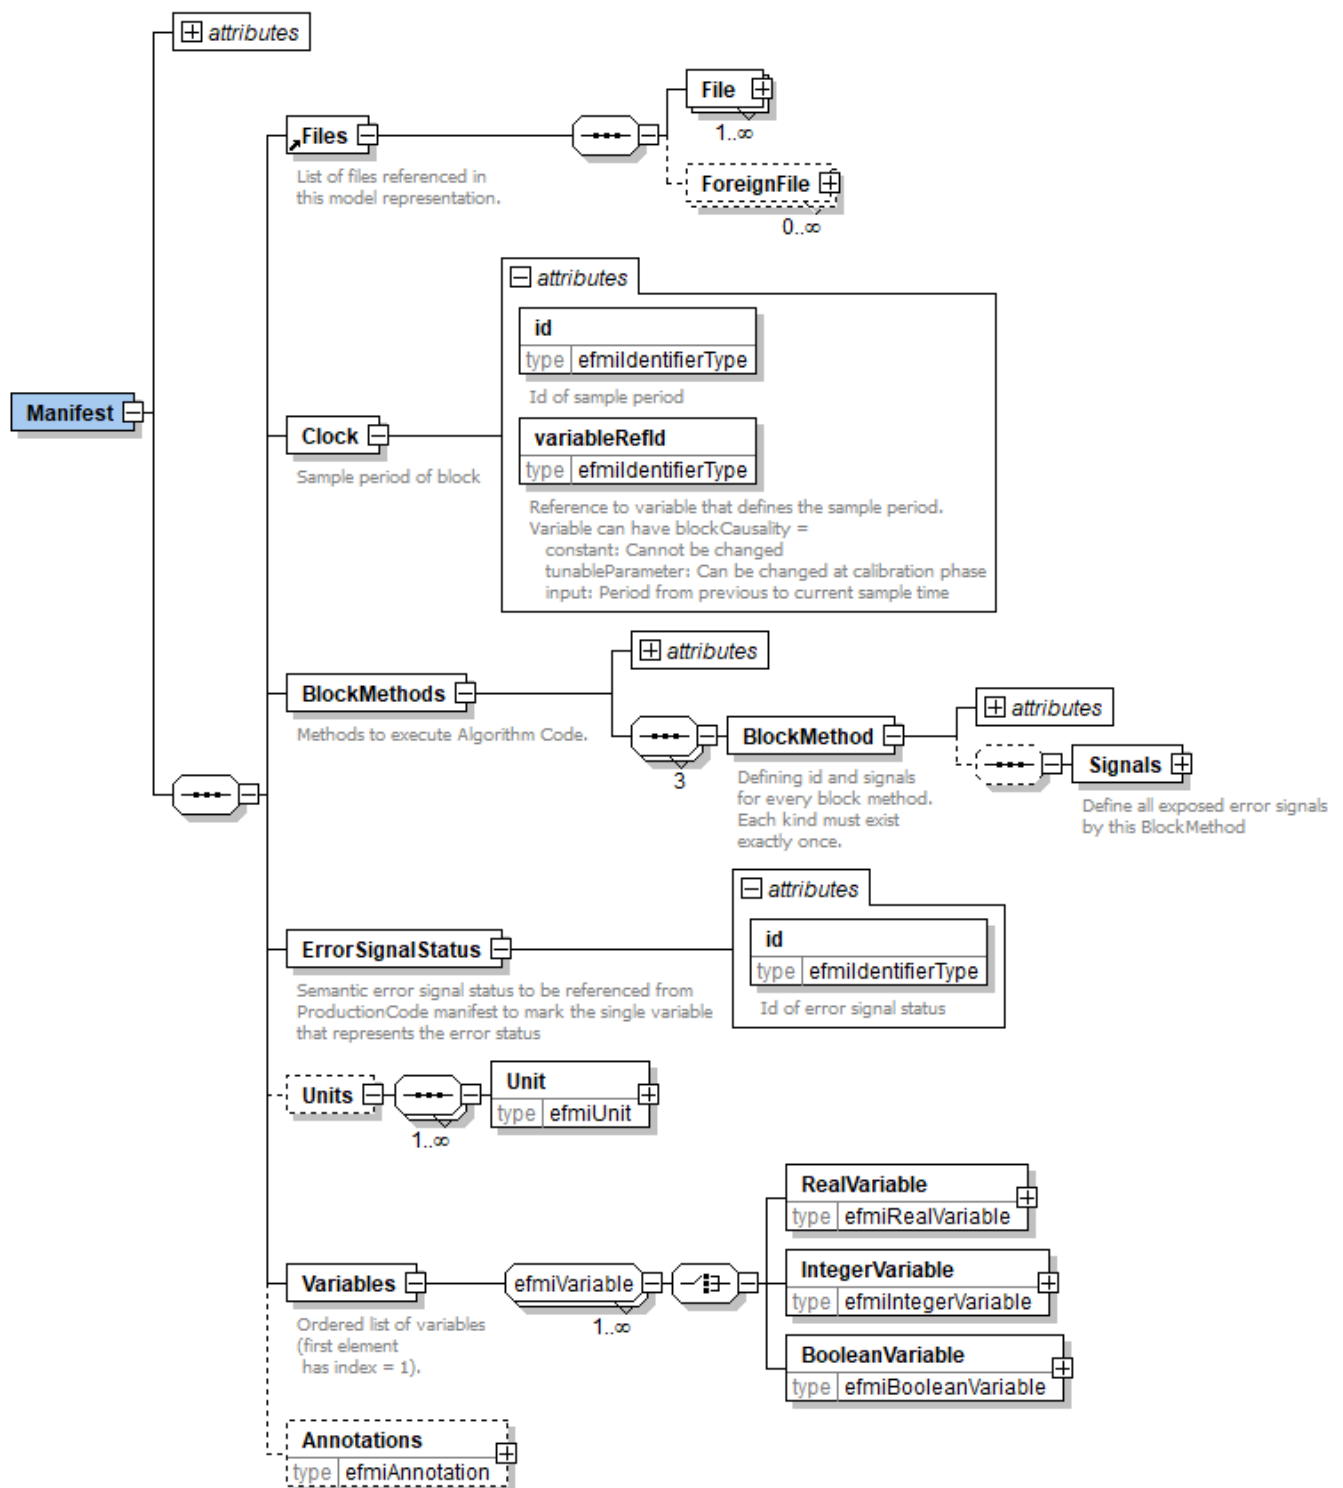 attributes
File
1..∞
Files
List of files referenced in
this model representation.
ForeignFile
0..∞
attributes
id
type efmiIdentifierType
Id of sample period
Manifest
Clock
Sample period of block
variableRefId
type efmiIdentifierType
Reference to variable that defines the sample period.
Variable can have blockCausality =
constant: Cannot be changed
tunableParameter: Can be changed at calibration phase
input: Period from previous to current sample time
attributes
BlockMethods
Methods to execute Algorithm Code.
3
BlockMethod
Defining id and signals
for every block method.
Each kind must exist
exactly once.
attributes
Signals
Define all exposed error signals
by this BlockMethod
attributes
id
type efmiIdentifierType
Id of error signal status
ErrorSignalStatus
Semantic error signal status to be referenced from
ProductionCode manifest to mark the single variable
that represents the error status
Units
1..∞
Unit
type efmiUnit
Variables
Ordered list of variables
(first element
has index = 1).
efmiVariable
1..∞
RealVariable
type efmiRealVariable
IntegerVariable
type efmiIntegerVariable
BooleanVariable
type efmiBooleanVariable
Annotations
type efmiAnnotation